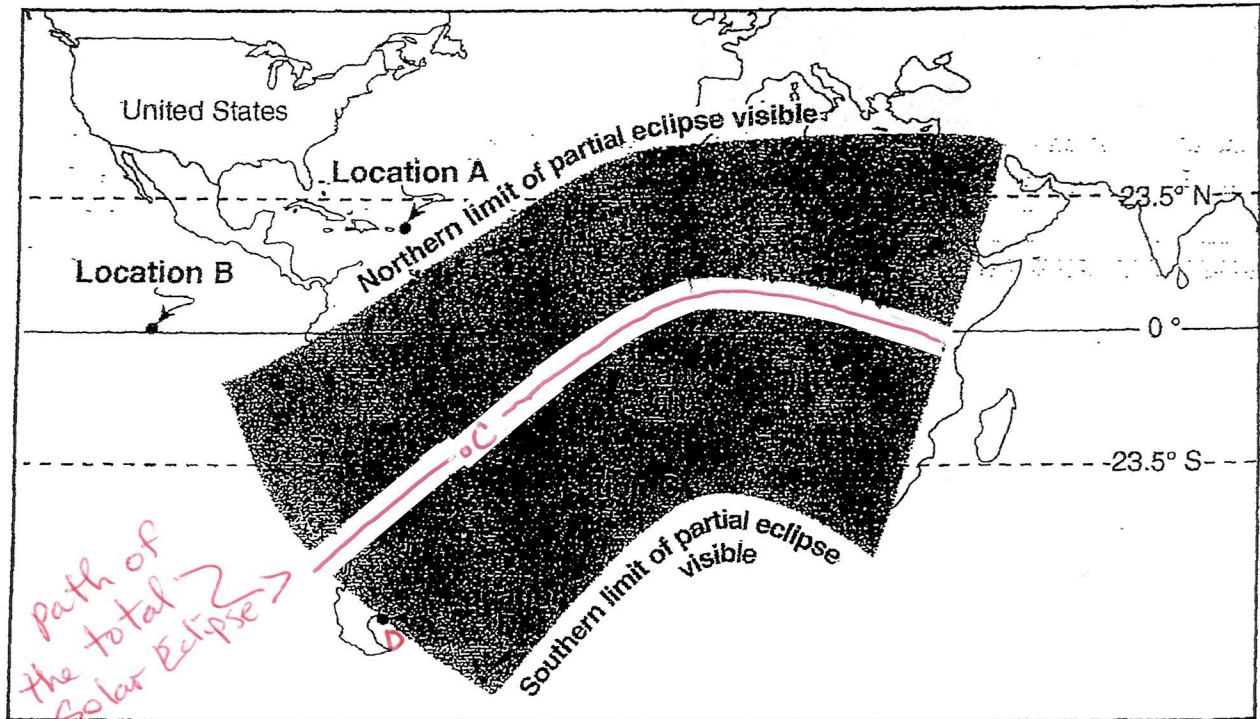 United States
Location A
Northern limit of partial eclipse visible
23.5° N
Location B
0°
C
23.5° S
Southern limit of partial eclipse
visible
path of
the total
Solar Eclipse
D